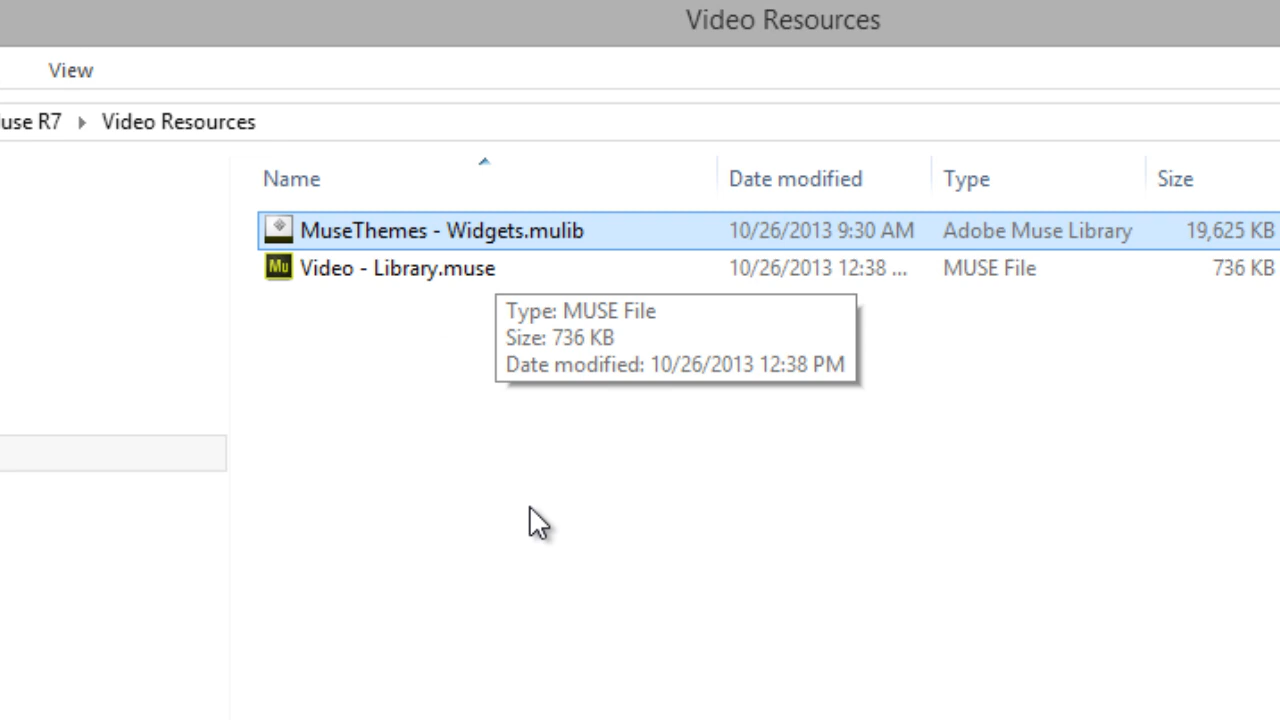 Video Resources
View
use R7 Video Resources
Name Date modified Type Size
MuseThemes - Widgets.mulib 10/26/2013 9:30 AM Adobe Muse Library 19,625 KB
Mu Video - Library.muse 10/26/2013 12:38 ... MUSE File 736 KB
Type: MUSE File
Size: 736 KB
Date modified: 10/26/2013 12:38 PM